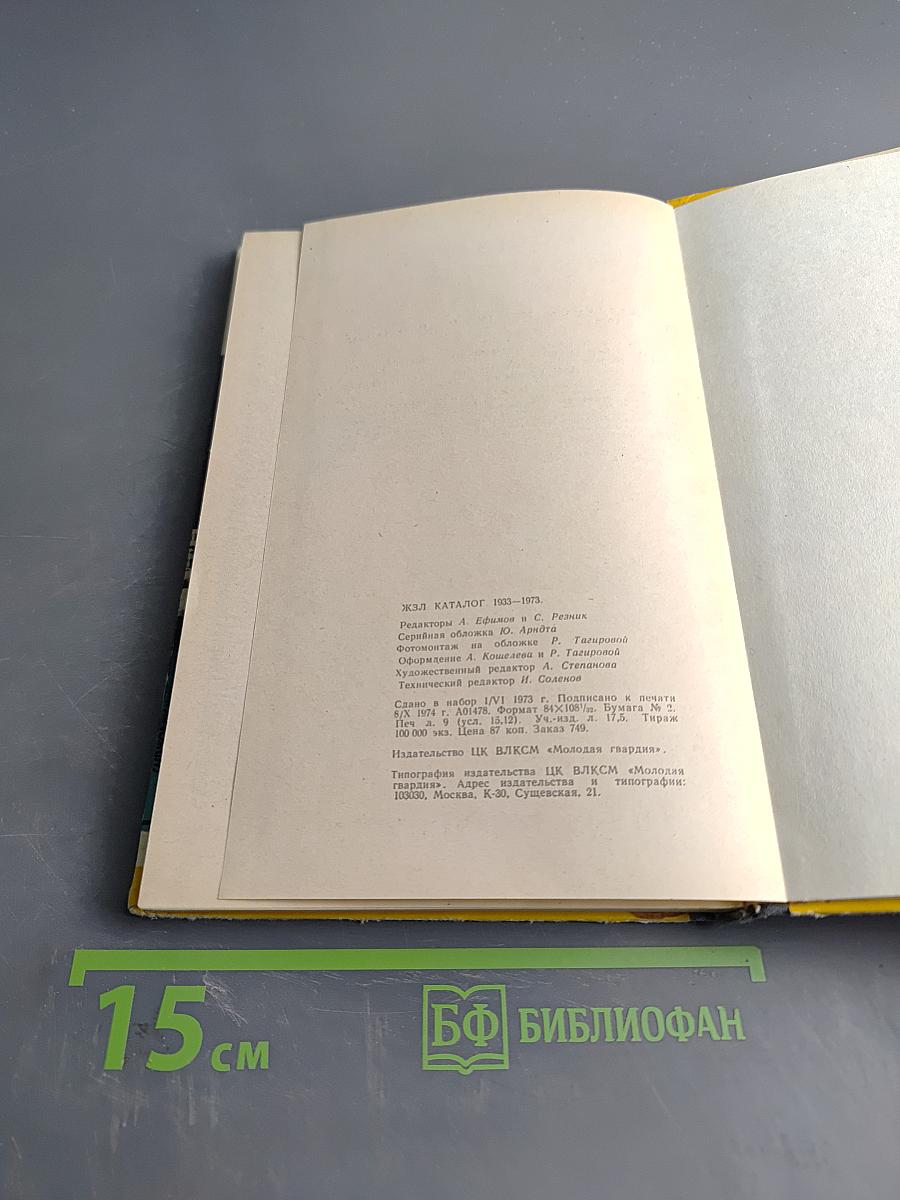 ЖЗЛ КАТАЛОГ 1933—1973.
Редакторы А. Ефимов и С. Резник
Серийная обложка Ю. Арндта
Фотомонтаж на обложке Р. Тагировой
Оформление А. Кошелева и Р. Тагировой
Художественный редактор А. Степанова
Технический редактор И. Соленов
Сдано в набор 1/VI 1973 г. Подписано к печати
8/X 1974 г. А01478. Формат 84×108¹/₃₂. Бумага № 2.
Печ л. 9 (усл. 15,12). Уч.-изд. л. 17,5. Тираж
100 000 экз. Цена 87 коп. Заказ 749.
Издательство ЦК ВЛКСМ «Молодая гвардия».
Типография издательства ЦК ВЛКСМ «Молодая
гвардия». Адрес издательства и типографии:
103030, Москва, К-30, Сущевская, 21.
15 см
БФ БИБЛИОФАН